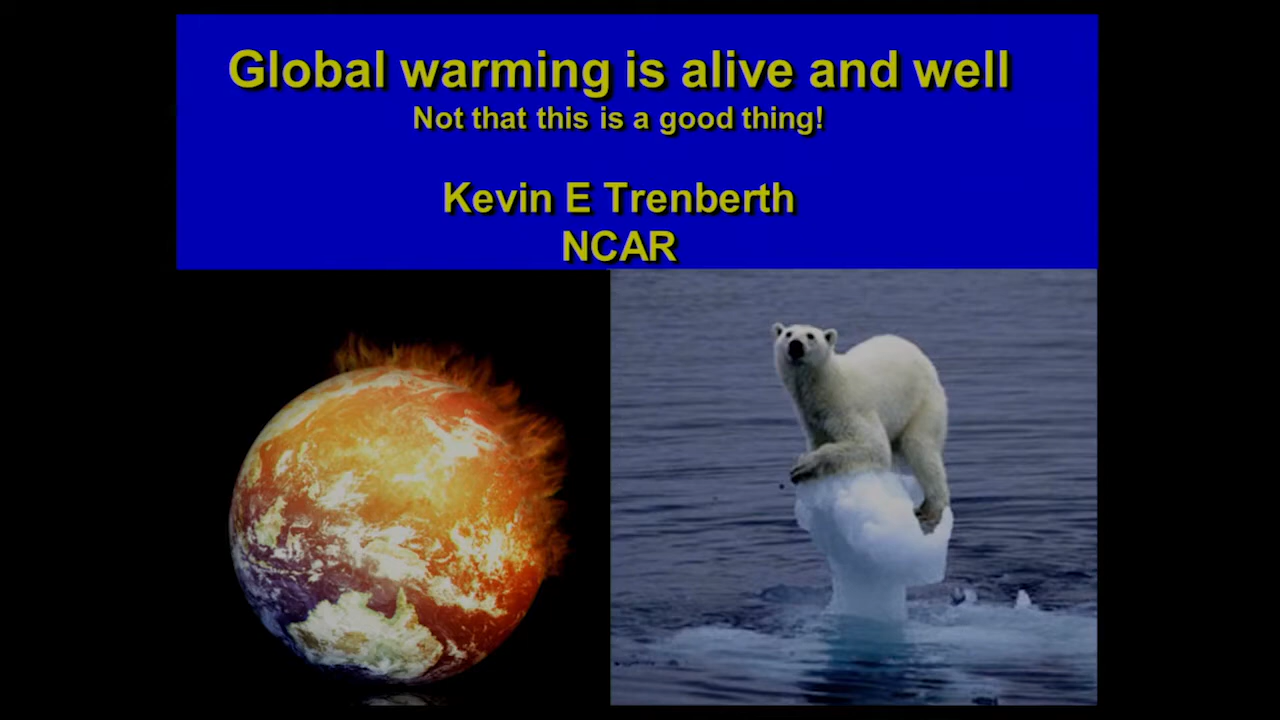 Global warming is alive and well
Not that this is a good thing!
Kevin E Trenberth
NCAR